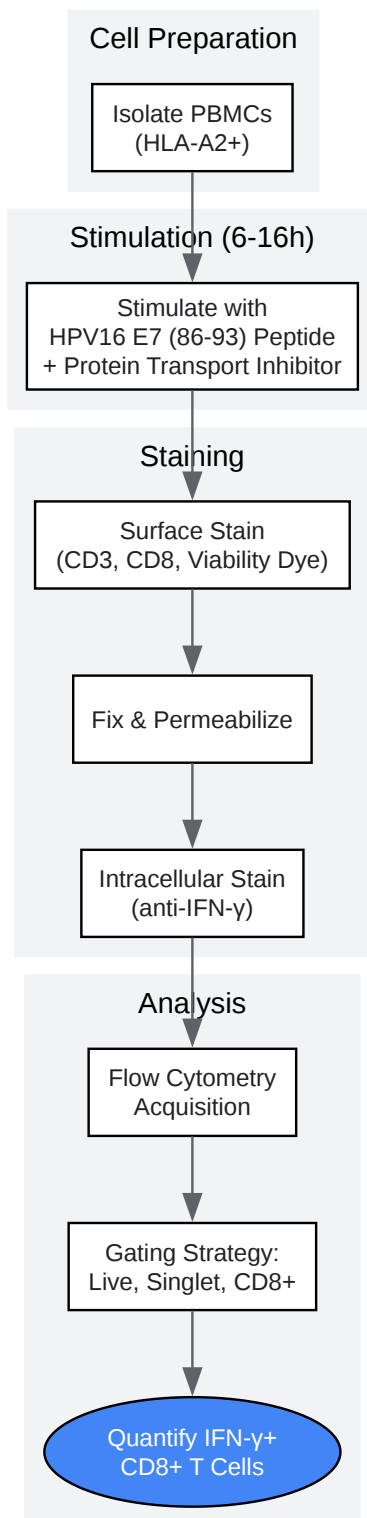 Cell Preparation
Isolate PBMCs
(HLA-A2+)
Stimulation (6-16h)
Stimulate with
HPV16 E7 (86-93) Peptide
+ Protein Transport Inhibitor
Staining
Surface Stain
(CD3, CD8, Viability Dye)
Fix & Permeabilize
Intracellular Stain
(anti-IFN-γ)
Analysis
Flow Cytometry
Acquisition
Gating Strategy:
Live, Singlet, CD8+
Quantify IFN-γ+
CD8+ T Cells